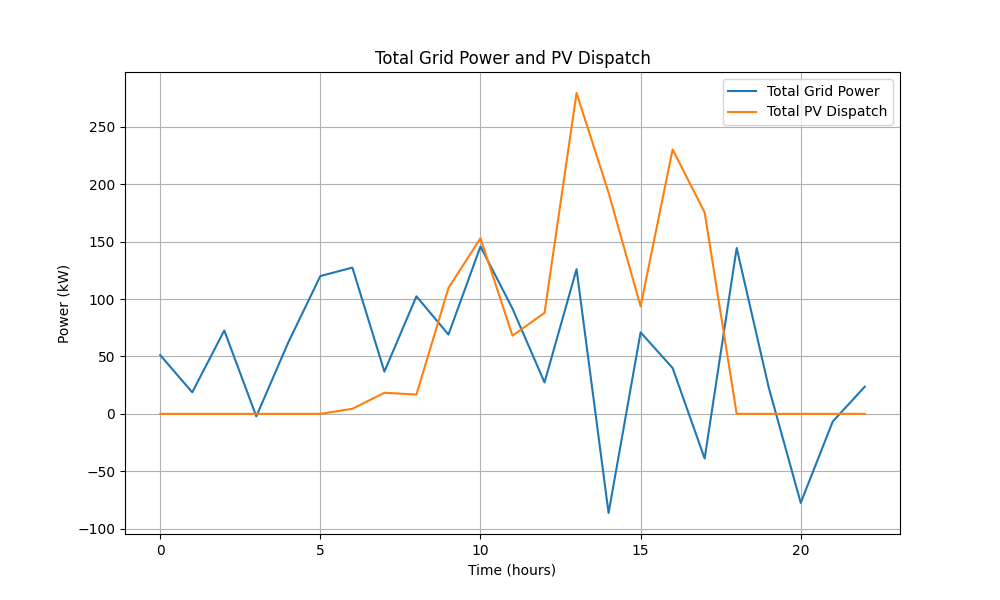 Total Grid Power and PV Dispatch
Total Grid Power
Total PV Dispatch
Power (kW)
250
200
150
100
50
0
−50
−100
0 5 10 15 20
Time (hours)